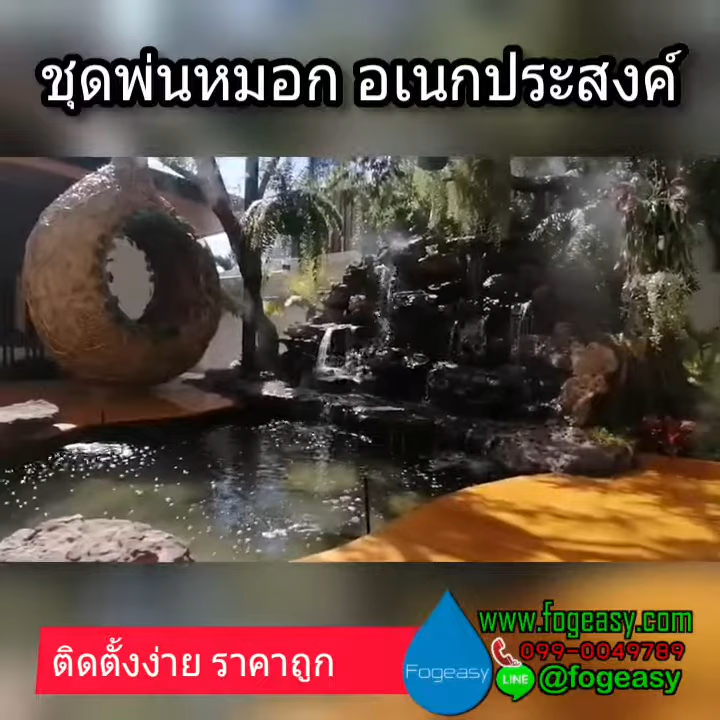 ชุดพ่นหมอก อเนกประสงค์
ติดตั้งง่าย ราคาถูก
Fogeasy
www.fogeasy.com
099-0049789
LINE @fogeasy